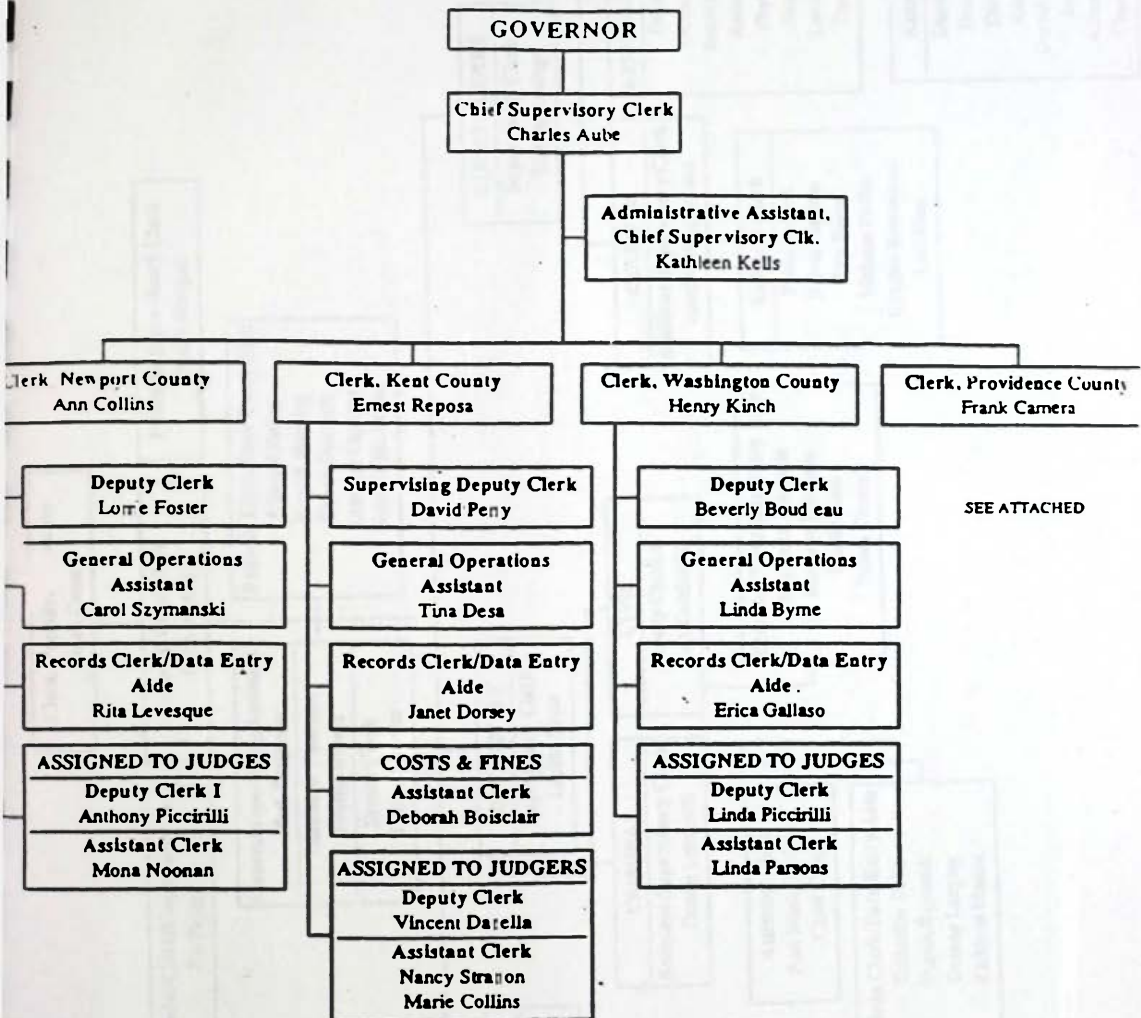 GOVERNOR
Chief Supervisory Clerk
Charles Aube
Administrative Assistant,
Chief Supervisory Clk.
Kathleen Kells
Clerk Newport County
Ann Collins
Deputy Clerk
Lorrie Foster
General Operations
Assistant
Carol Szymanski
Records Clerk/Data Entry
Aide
Rita Levesque
ASSIGNED TO JUDGES
Deputy Clerk I
Anthony Piccirilli
Assistant Clerk
Mona Noonan
Clerk, Kent County
Ernest Reposa
Supervising Deputy Clerk
David Perry
General Operations
Assistant
Tina Desa
Records Clerk/Data Entry
Aide
Janet Dorsey
COSTS & FINES
Assistant Clerk
Deborah Boisclair
ASSIGNED TO JUDGERS
Deputy Clerk
Vincent
Assistant Clerk
Nancy
Marie Collins
Clerk, Washington County
Henry Kinch
Deputy Clerk
Beverly
General Operations
Assistant
Linda Byrne
Records Clerk/Data Entry
Aide .
Erica Gallaso
ASSIGNED TO JUDGES
Deputy Clerk
Linda Piccirilli
Assistant Clerk
Linda Parsons
Clerk, Providence County
Frank Camera
SEE ATTACHED